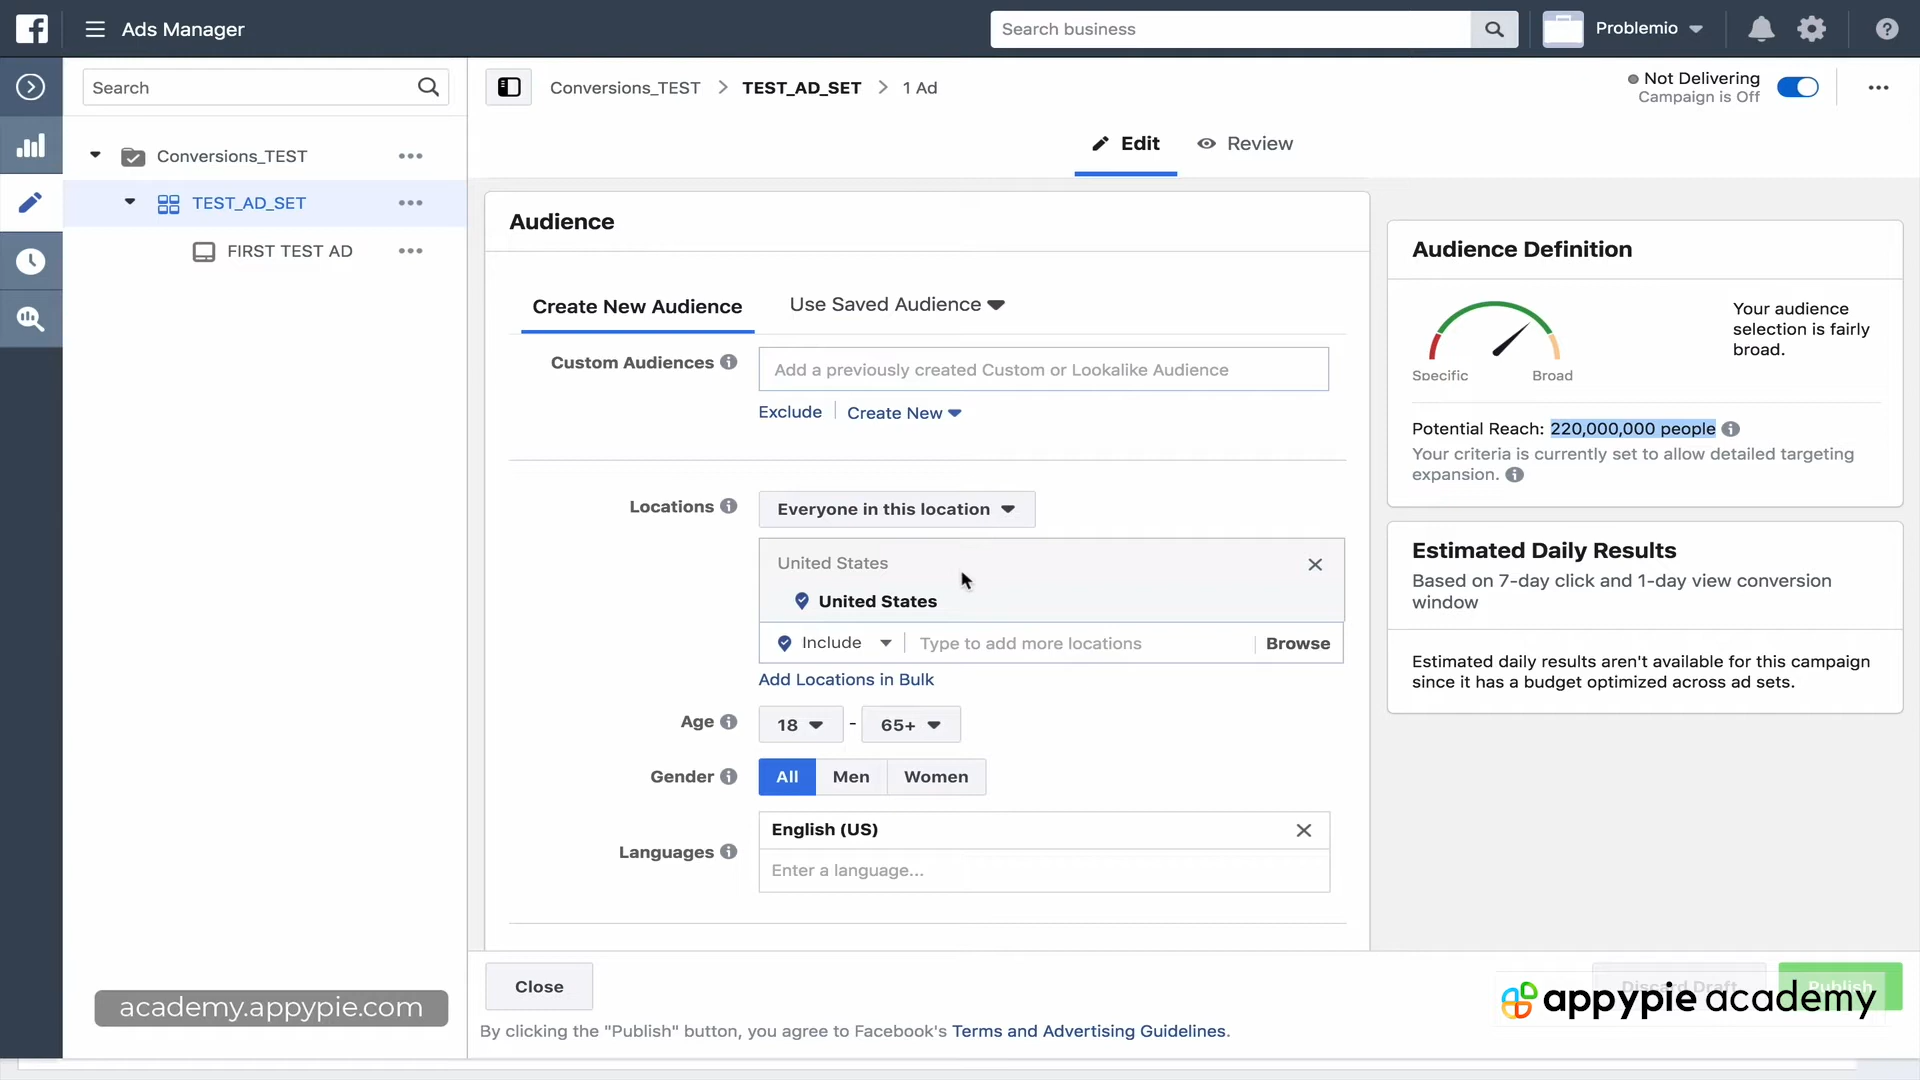 Ads Manager
Search business
Problemio
Search
Conversions_TEST
TEST_AD_SET
1 Ad
Not Delivering
Campaign is Off
Conversions_TEST
TEST_AD_SET
FIRST TEST AD
Edit
Review
Audience
Create New Audience
Use Saved Audience
Custom Audiences
Add a previously created Custom or Lookalike Audience
Exclude
Create New
Locations
Everyone in this location
United States
United States
Include
Type to add more locations
Browse
Add Locations in Bulk
Age
18
-
65+
Gender
All
Men
Women
Languages
English (US)
Enter a language...
Audience Definition
Specific
Broad
Your audience
selection is fairly
broad.
Potential Reach: 220,000,000 people
Your criteria is currently set to allow detailed targeting
expansion.
Estimated Daily Results
Based on 7-day click and 1-day view conversion
window
Estimated daily results aren't available for this campaign
since it has a budget optimized across ad sets.
Close
Discard Draft
Publish
By clicking the "Publish" button, you agree to Facebook's Terms and Advertising Guidelines.
academy.appypie.com
appypie academy